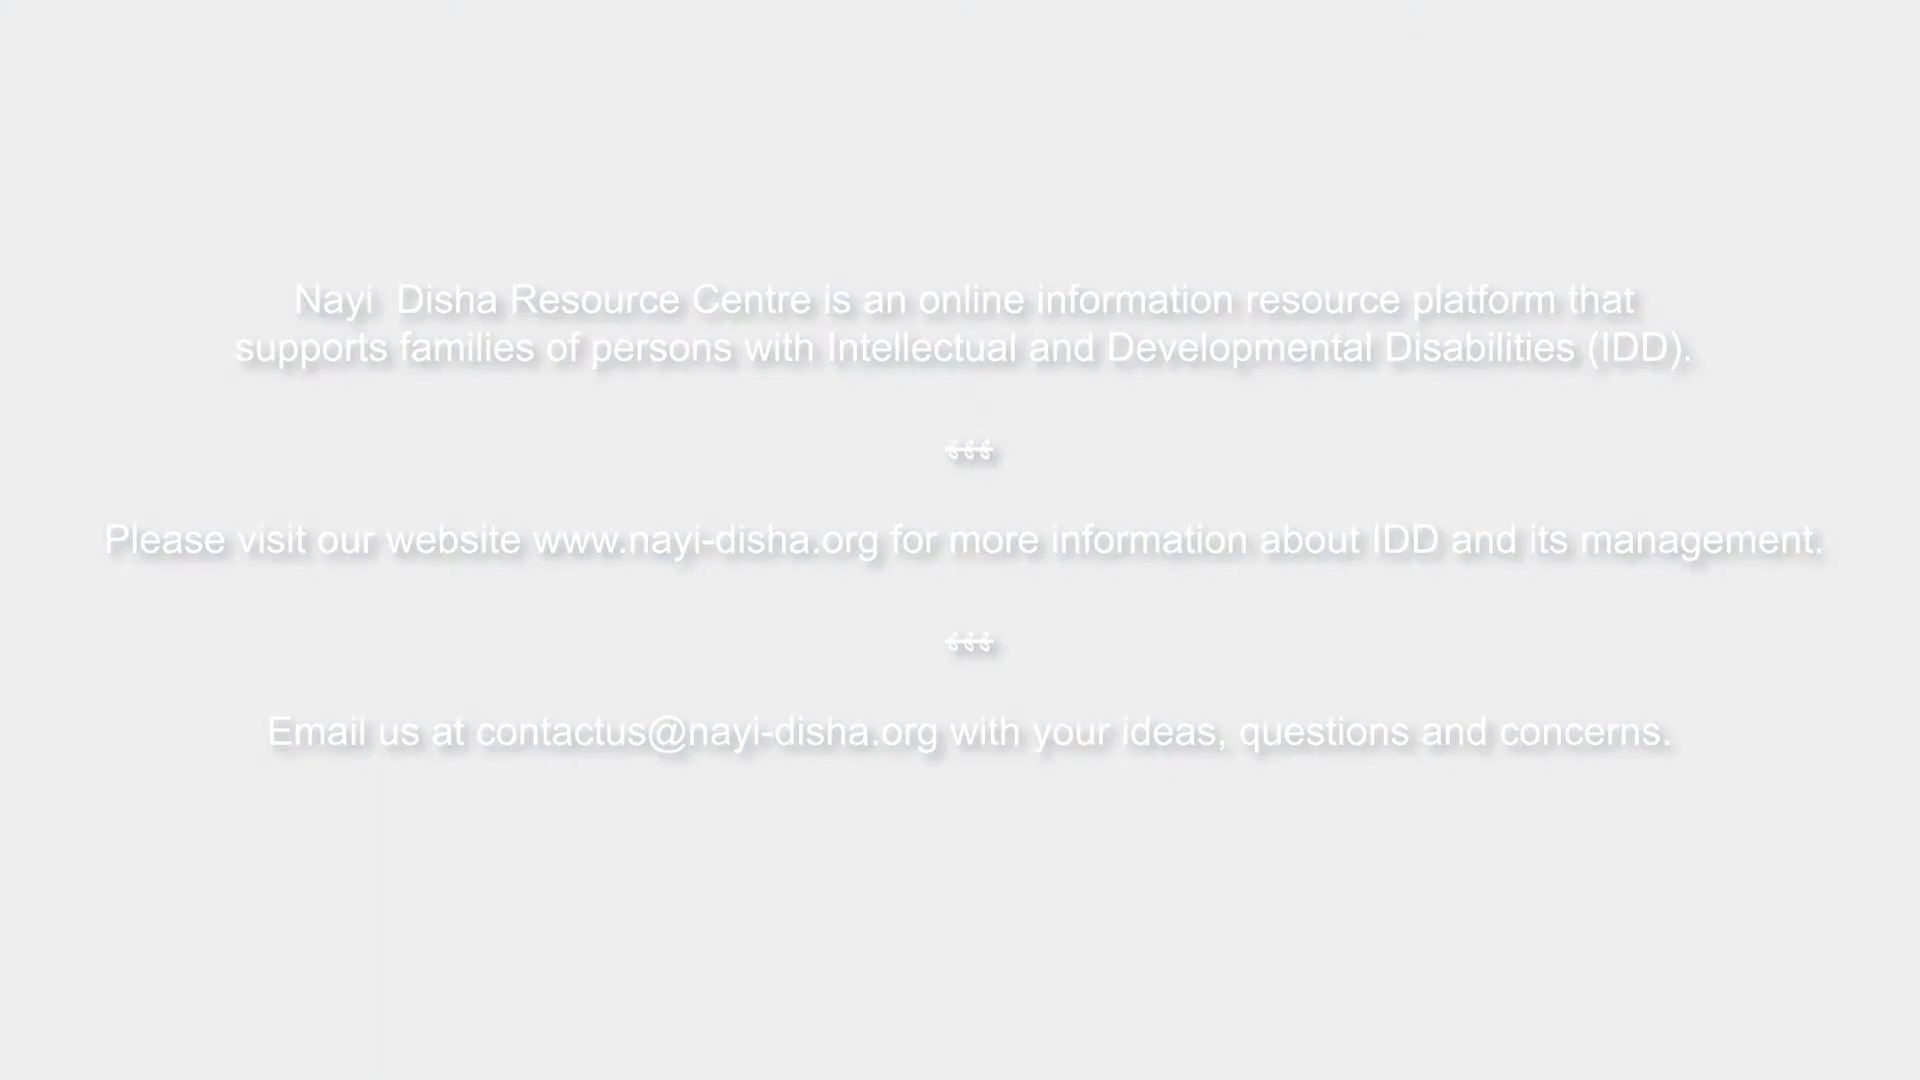 Nayi  Disha Resource Centre is an online information resource platform that
supports families of persons with Intellectual and Developmental Disabilities (IDD).
Please visit our website www.nayi-disha.org for more information about IDD and its management.
Email us at contactus@nayi-disha.org with your ideas, questions and concerns.